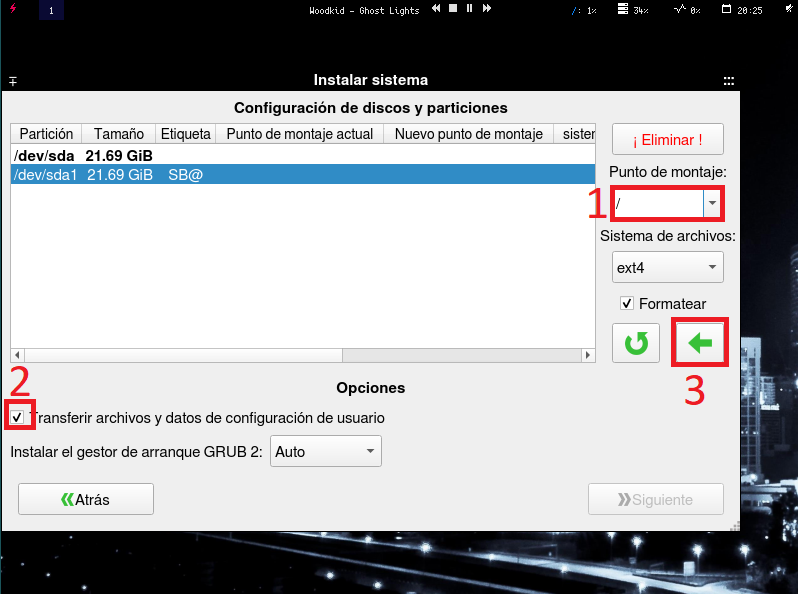 1 Woodkid - Ghost Lights /: 1% 34% 0% 20:25
Instalar sistema
Configuración de discos y particiones
Partición Tamaño Etiqueta Punto de montaje actual Nuevo punto de montaje sister
¡ Eliminar !
/dev/sda 21.69 GiB
/dev/sda1 21.69 GiB SB@
Punto de montaje:
1 /
Sistema de archivos:
ext4
Formatear
3
Opciones
2
Transferir archivos y datos de configuración de usuario
Instalar el gestor de arranque GRUB 2: Auto
Atrás Siguiente